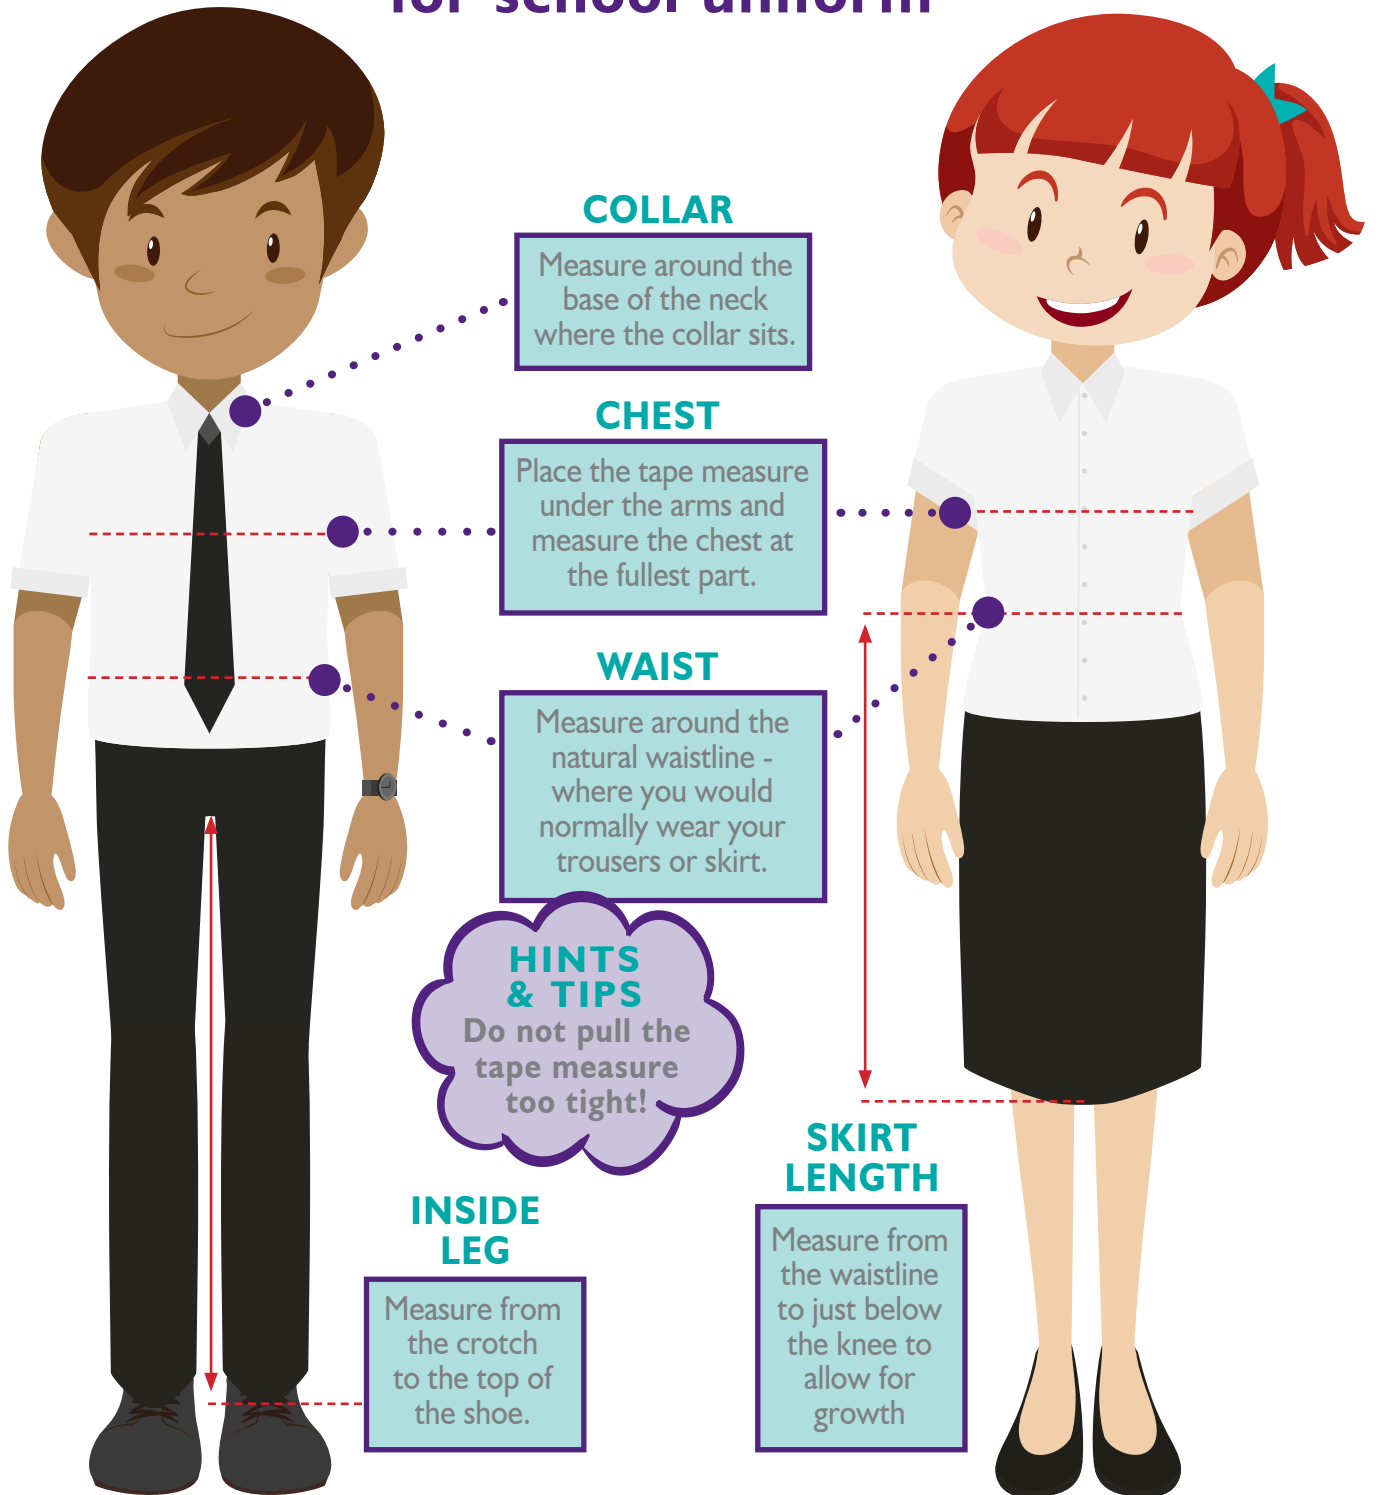 for school uniform
COLLAR
Measure around the
base of the neck
where the collar sits.
CHEST
Place the tape measure
under the arms and
measure the chest at
the fullest part.
WAIST
Measure around the
natural waistline -
where you would
normally wear your
trousers or skirt.
HINTS
& TIPS
Do not pull the
tape measure
too tight!
INSIDE
LEG
Measure from
the crotch
to the top of
the shoe.
SKIRT
LENGTH
Measure from
the waistline
to just below
the knee to
allow for
growth